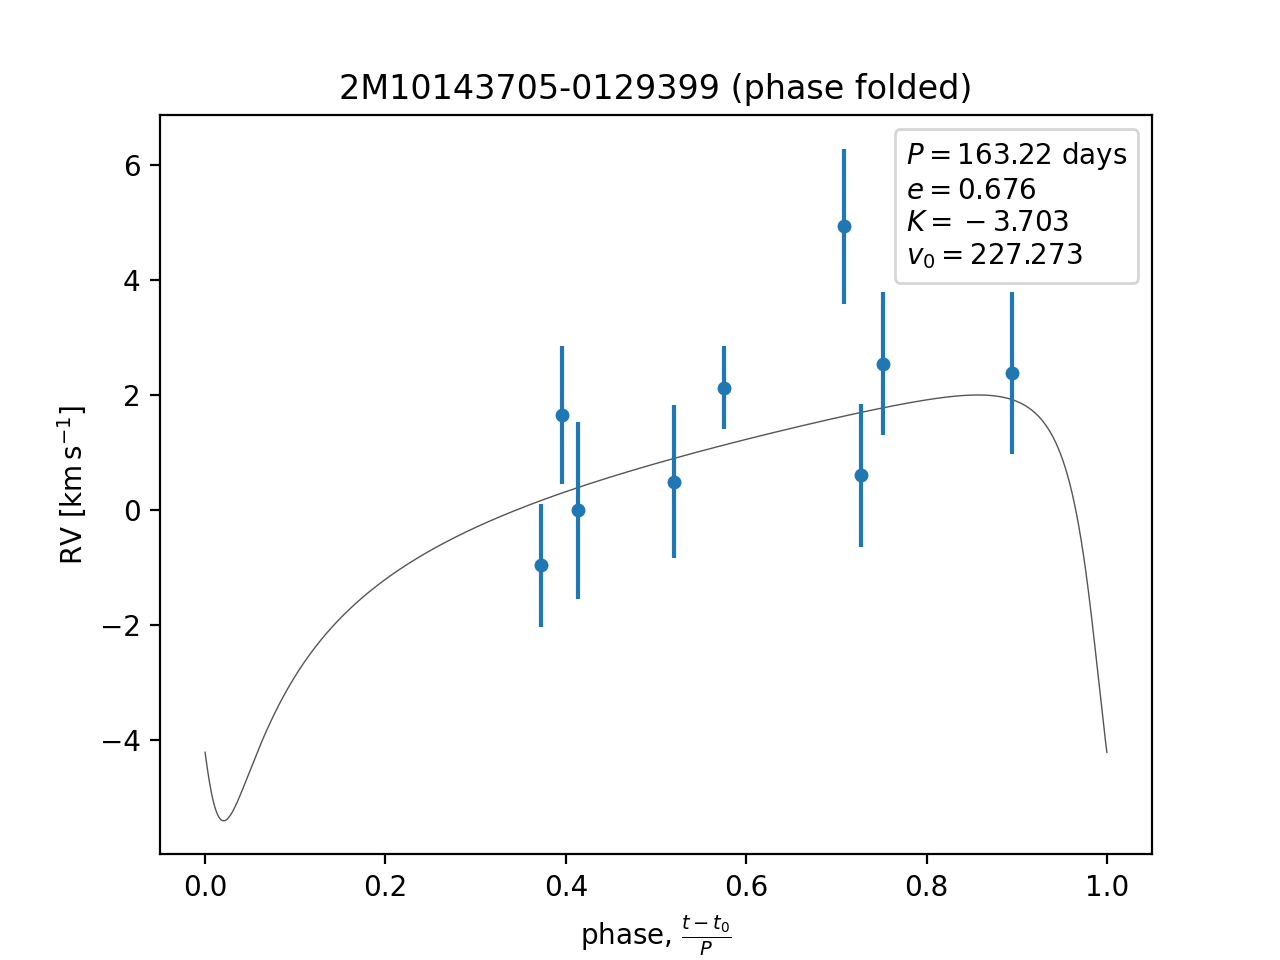 2M10143705-0129399 (phase folded)
P = 163.22 days
e = 0.676
K = −3.703
v₀ = 227.273
RV [km s⁻¹]
6
4
2
0
−2
−4
0.0 0.2 0.4 0.6 0.8 1.0
phase, (t − t₀)/P